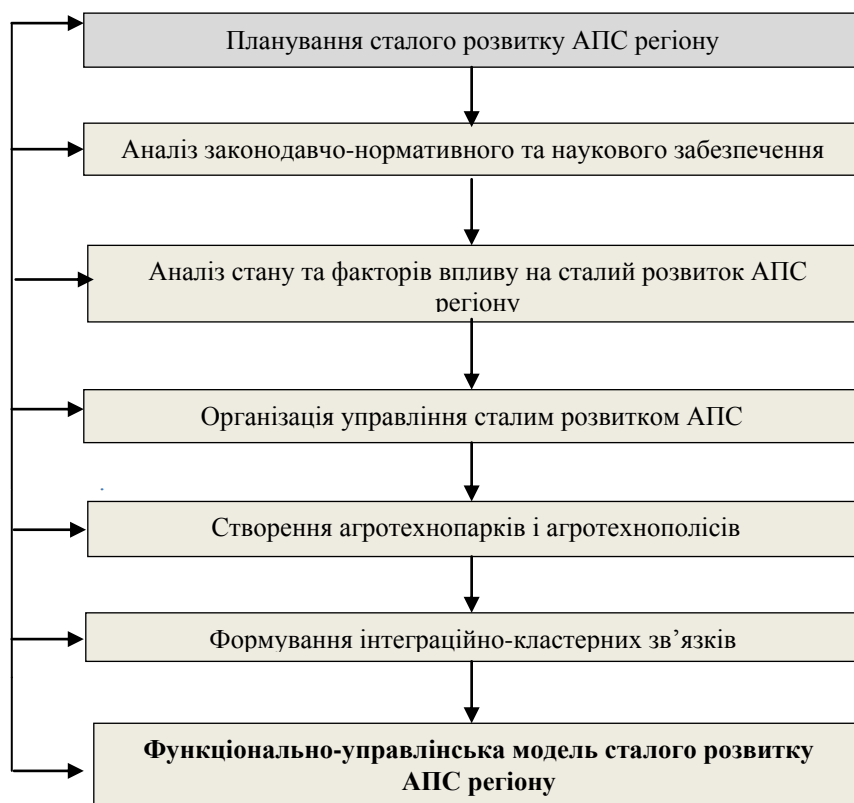 Планування сталого розвитку АПС регіону
Аналіз законодавчо-нормативного та наукового забезпечення
Аналіз стану та факторів впливу на сталий розвиток АПС
регіону
Організація управління сталим розвитком АПС
Створення агротехнопарків і агротехнополісів
Формування інтеграційно-кластерних зв’язків
Функціонально-управлінська модель сталого розвитку
АПС регіону